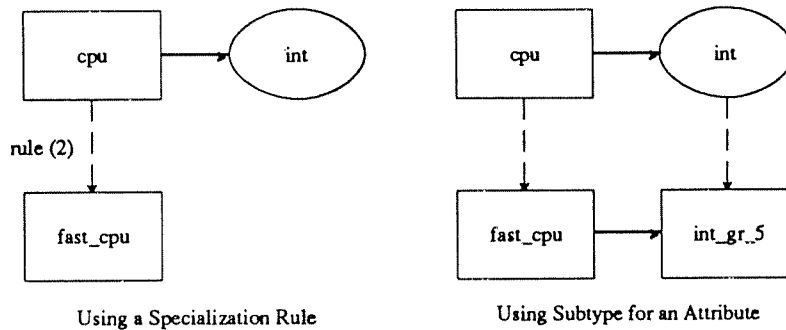 cpu
int
rule (2)
fast_cpu
Using a Specialization Rule
cpu
int
fast_cpu
int_gr_5
Using Subtype for an Attribute